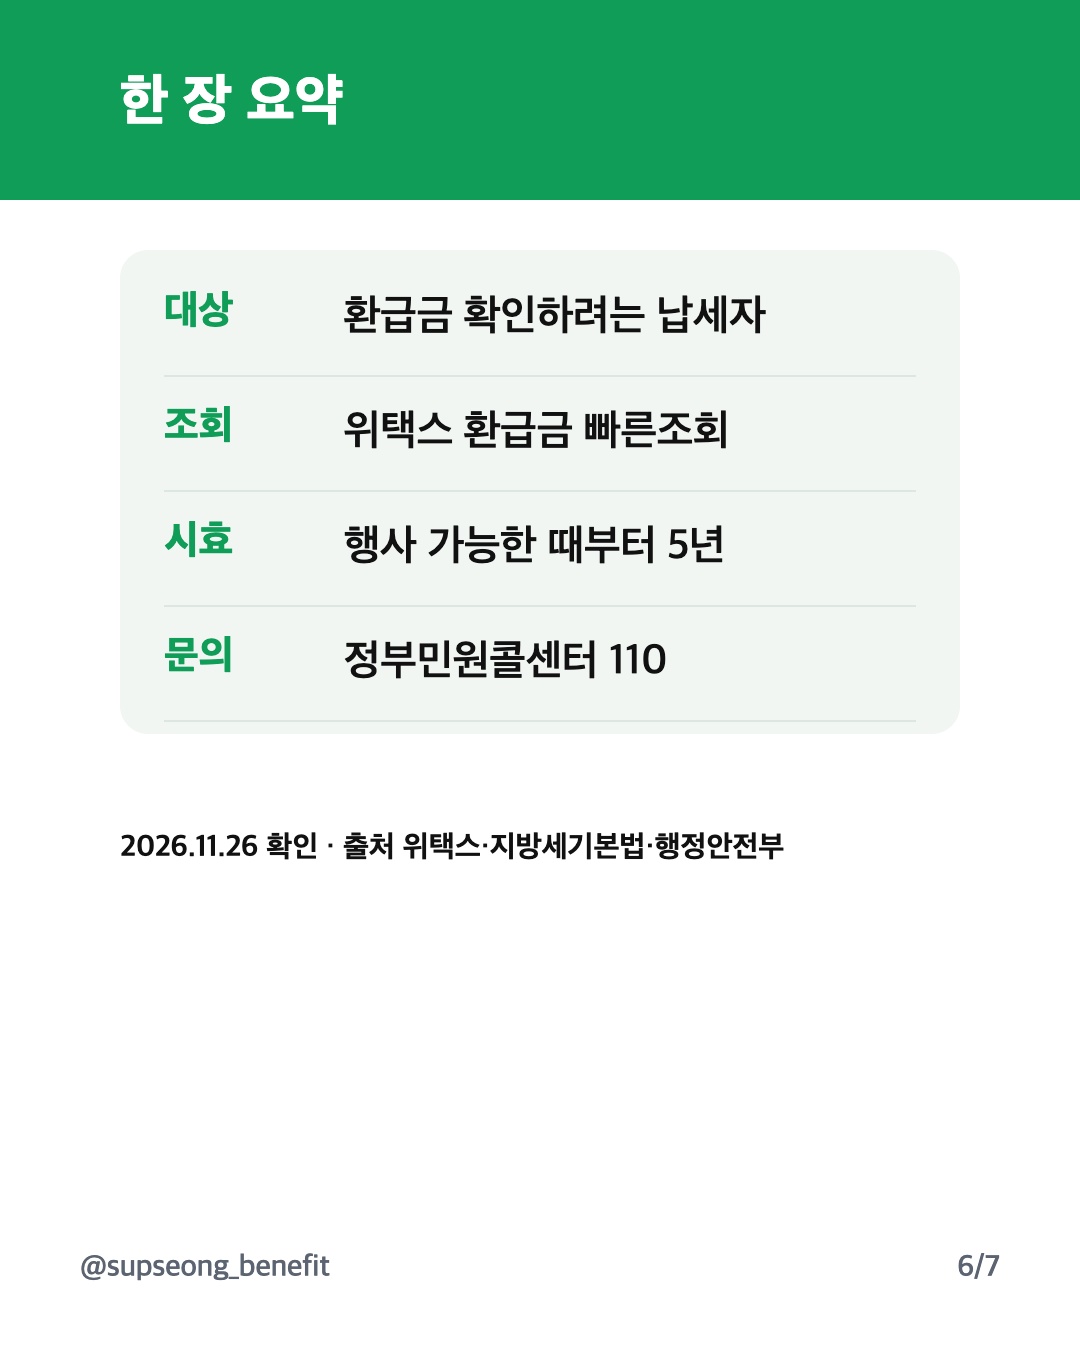 한 장 요약
대상 환급금 확인하려는 납세자
조회 위택스 환급금 빠른조회
시효 행사 가능한 때부터 5년
문의 정부민원콜센터 110
2026.11.26 확인 · 출처 위택스·지방세기본법·행정안전부
@supseong_benefit 6/7